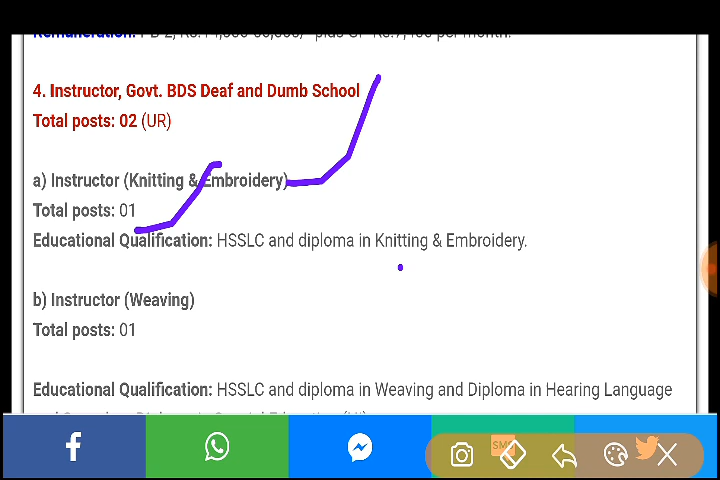 Remuneration:
4. Instructor, Govt. BDS Deaf and Dumb School
Total posts: 02 (UR)
a) Instructor (Knitting & Embroidery)
Total posts: 01
Educational Qualification: HSSLC and diploma in Knitting & Embroidery.
b) Instructor (Weaving)
Total posts: 01
Educational Qualification: HSSLC and diploma in Weaving and Diploma in Hearing Language
SMS